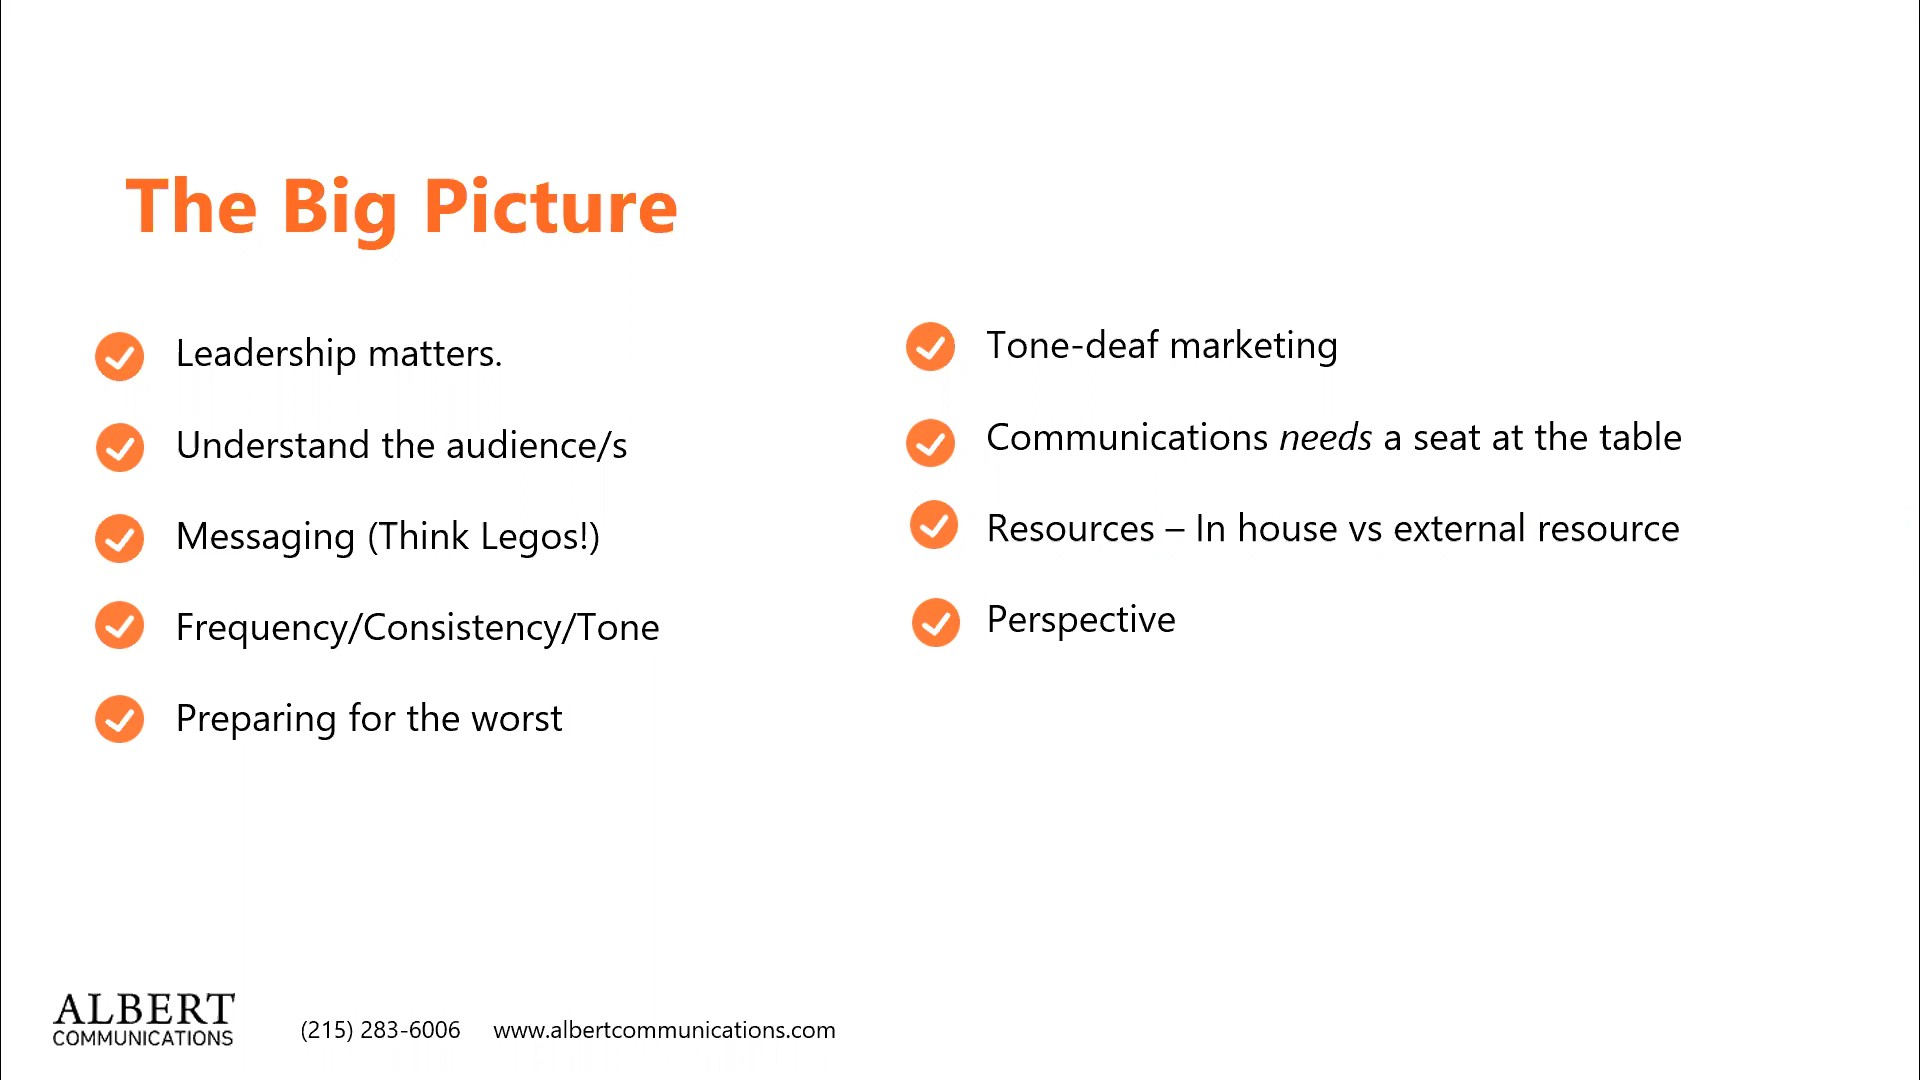 The Big Picture
Leadership matters.
Understand the audience/s
Messaging (Think Legos!)
Frequency/Consistency/Tone
Preparing for the worst
Tone-deaf marketing
Communications needs a seat at the table
Resources – In house vs external resource
Perspective
ALBERT
COMMUNICATIONS
(215) 283-6006 www.albertcommunications.com